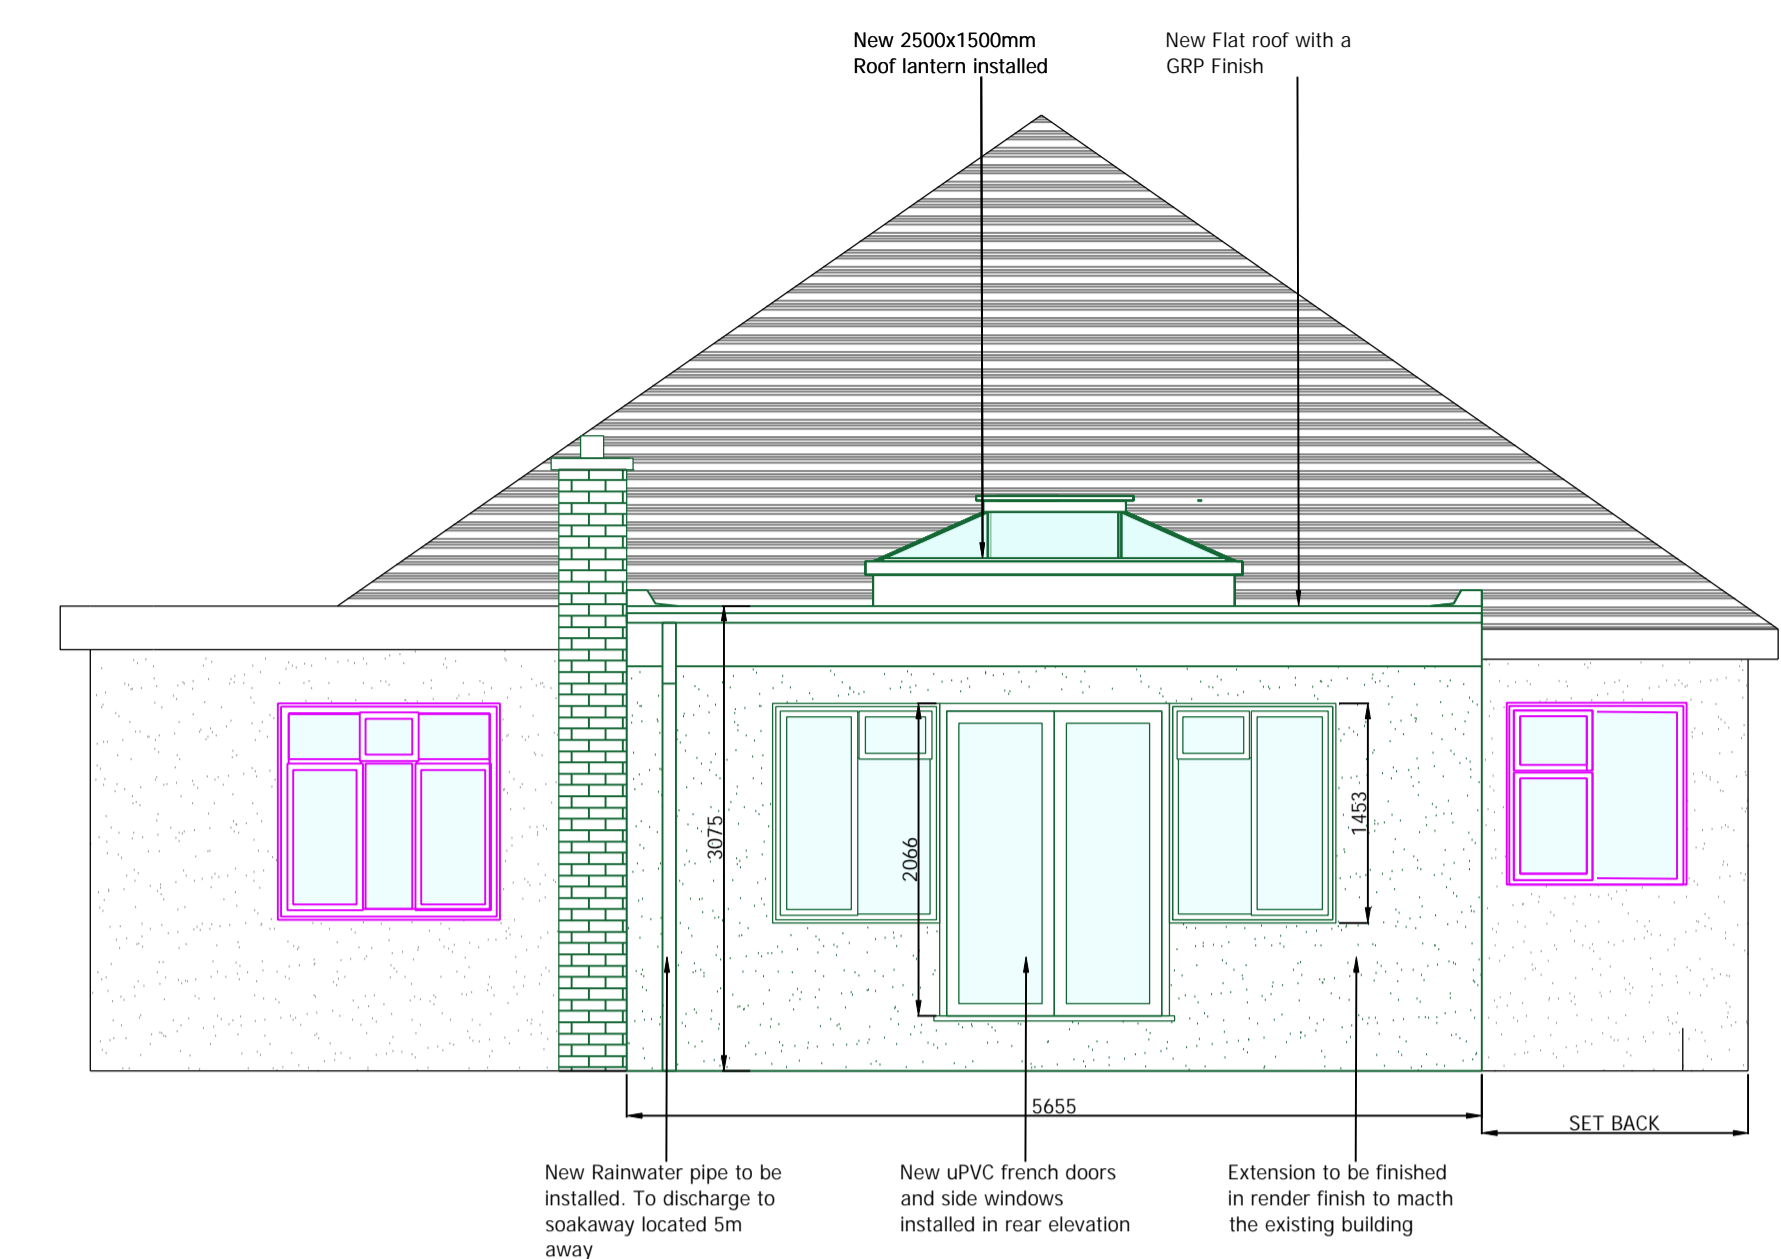 New 2500x1500mm
Roof lantern installed
New Flat roof with a
GRP Finish
3075
2066
1453
5655
SET BACK
New Rainwater pipe to be
installed. To discharge to
soakaway located 5m
away
New uPVC french doors
and side windows
installed in rear elevation
Extension to be finished
in render finish to macth
the existing building